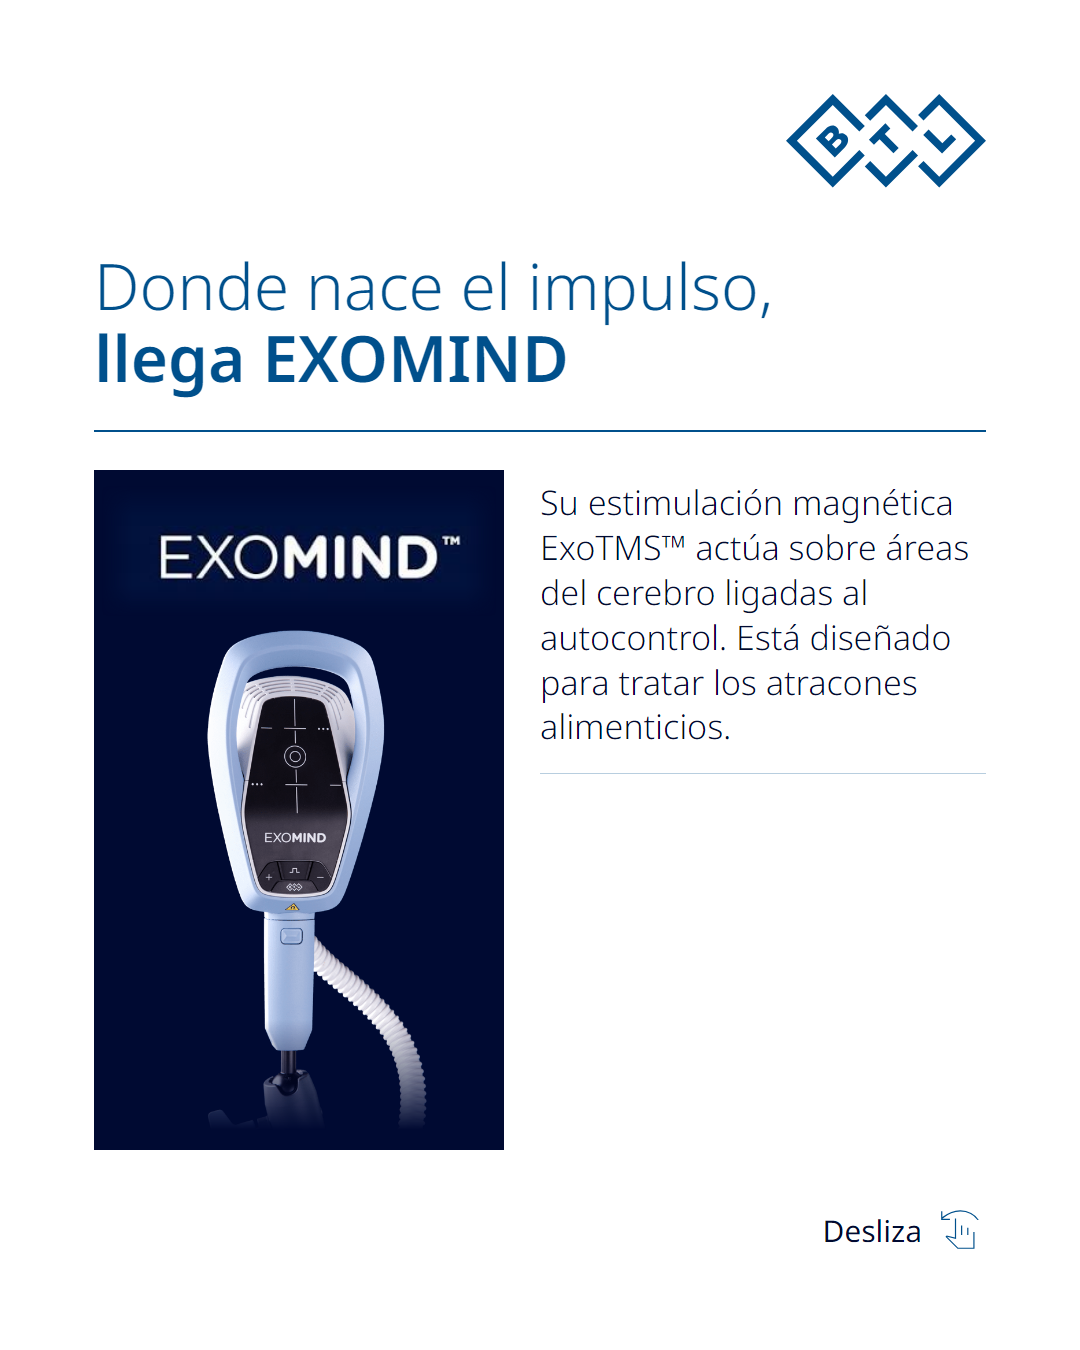 BTL
Donde nace el impulso,
llega EXOMIND
EXOMIND™
Su estimulación magnética
ExoTMS™ actúa sobre áreas
del cerebro ligadas al
autocontrol. Está diseñado
para tratar los atracones
alimenticios.
EXOMIND
Desliza